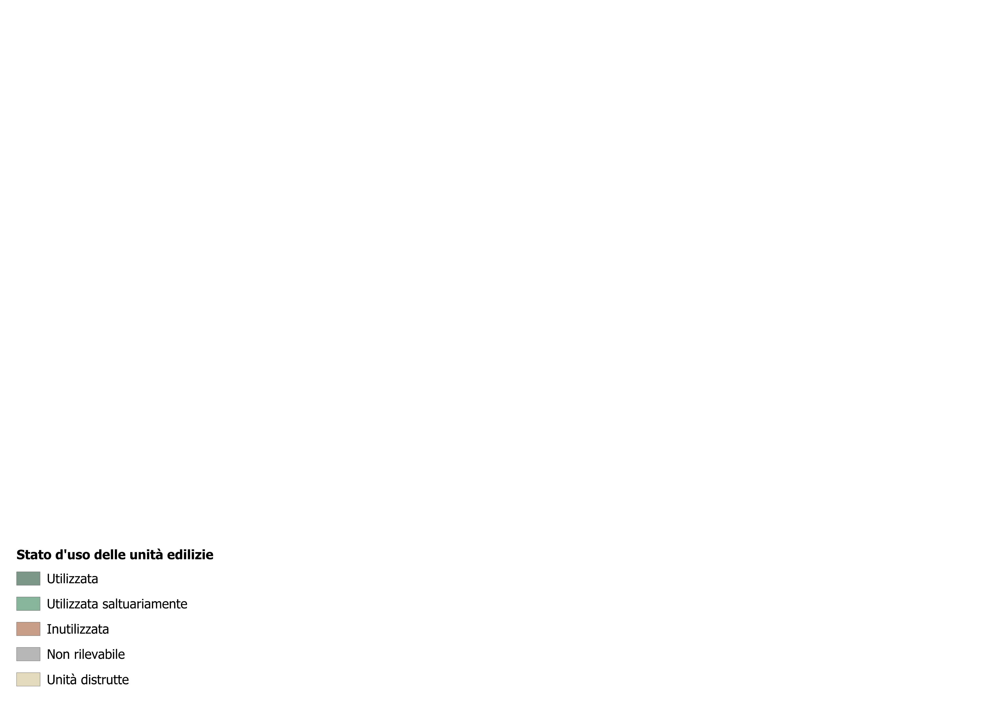 Stato d'uso delle unità edilizie
Utilizzata
Utilizzata saltuariamente
Inutilizzata
Non rilevabile
Unità distrutte